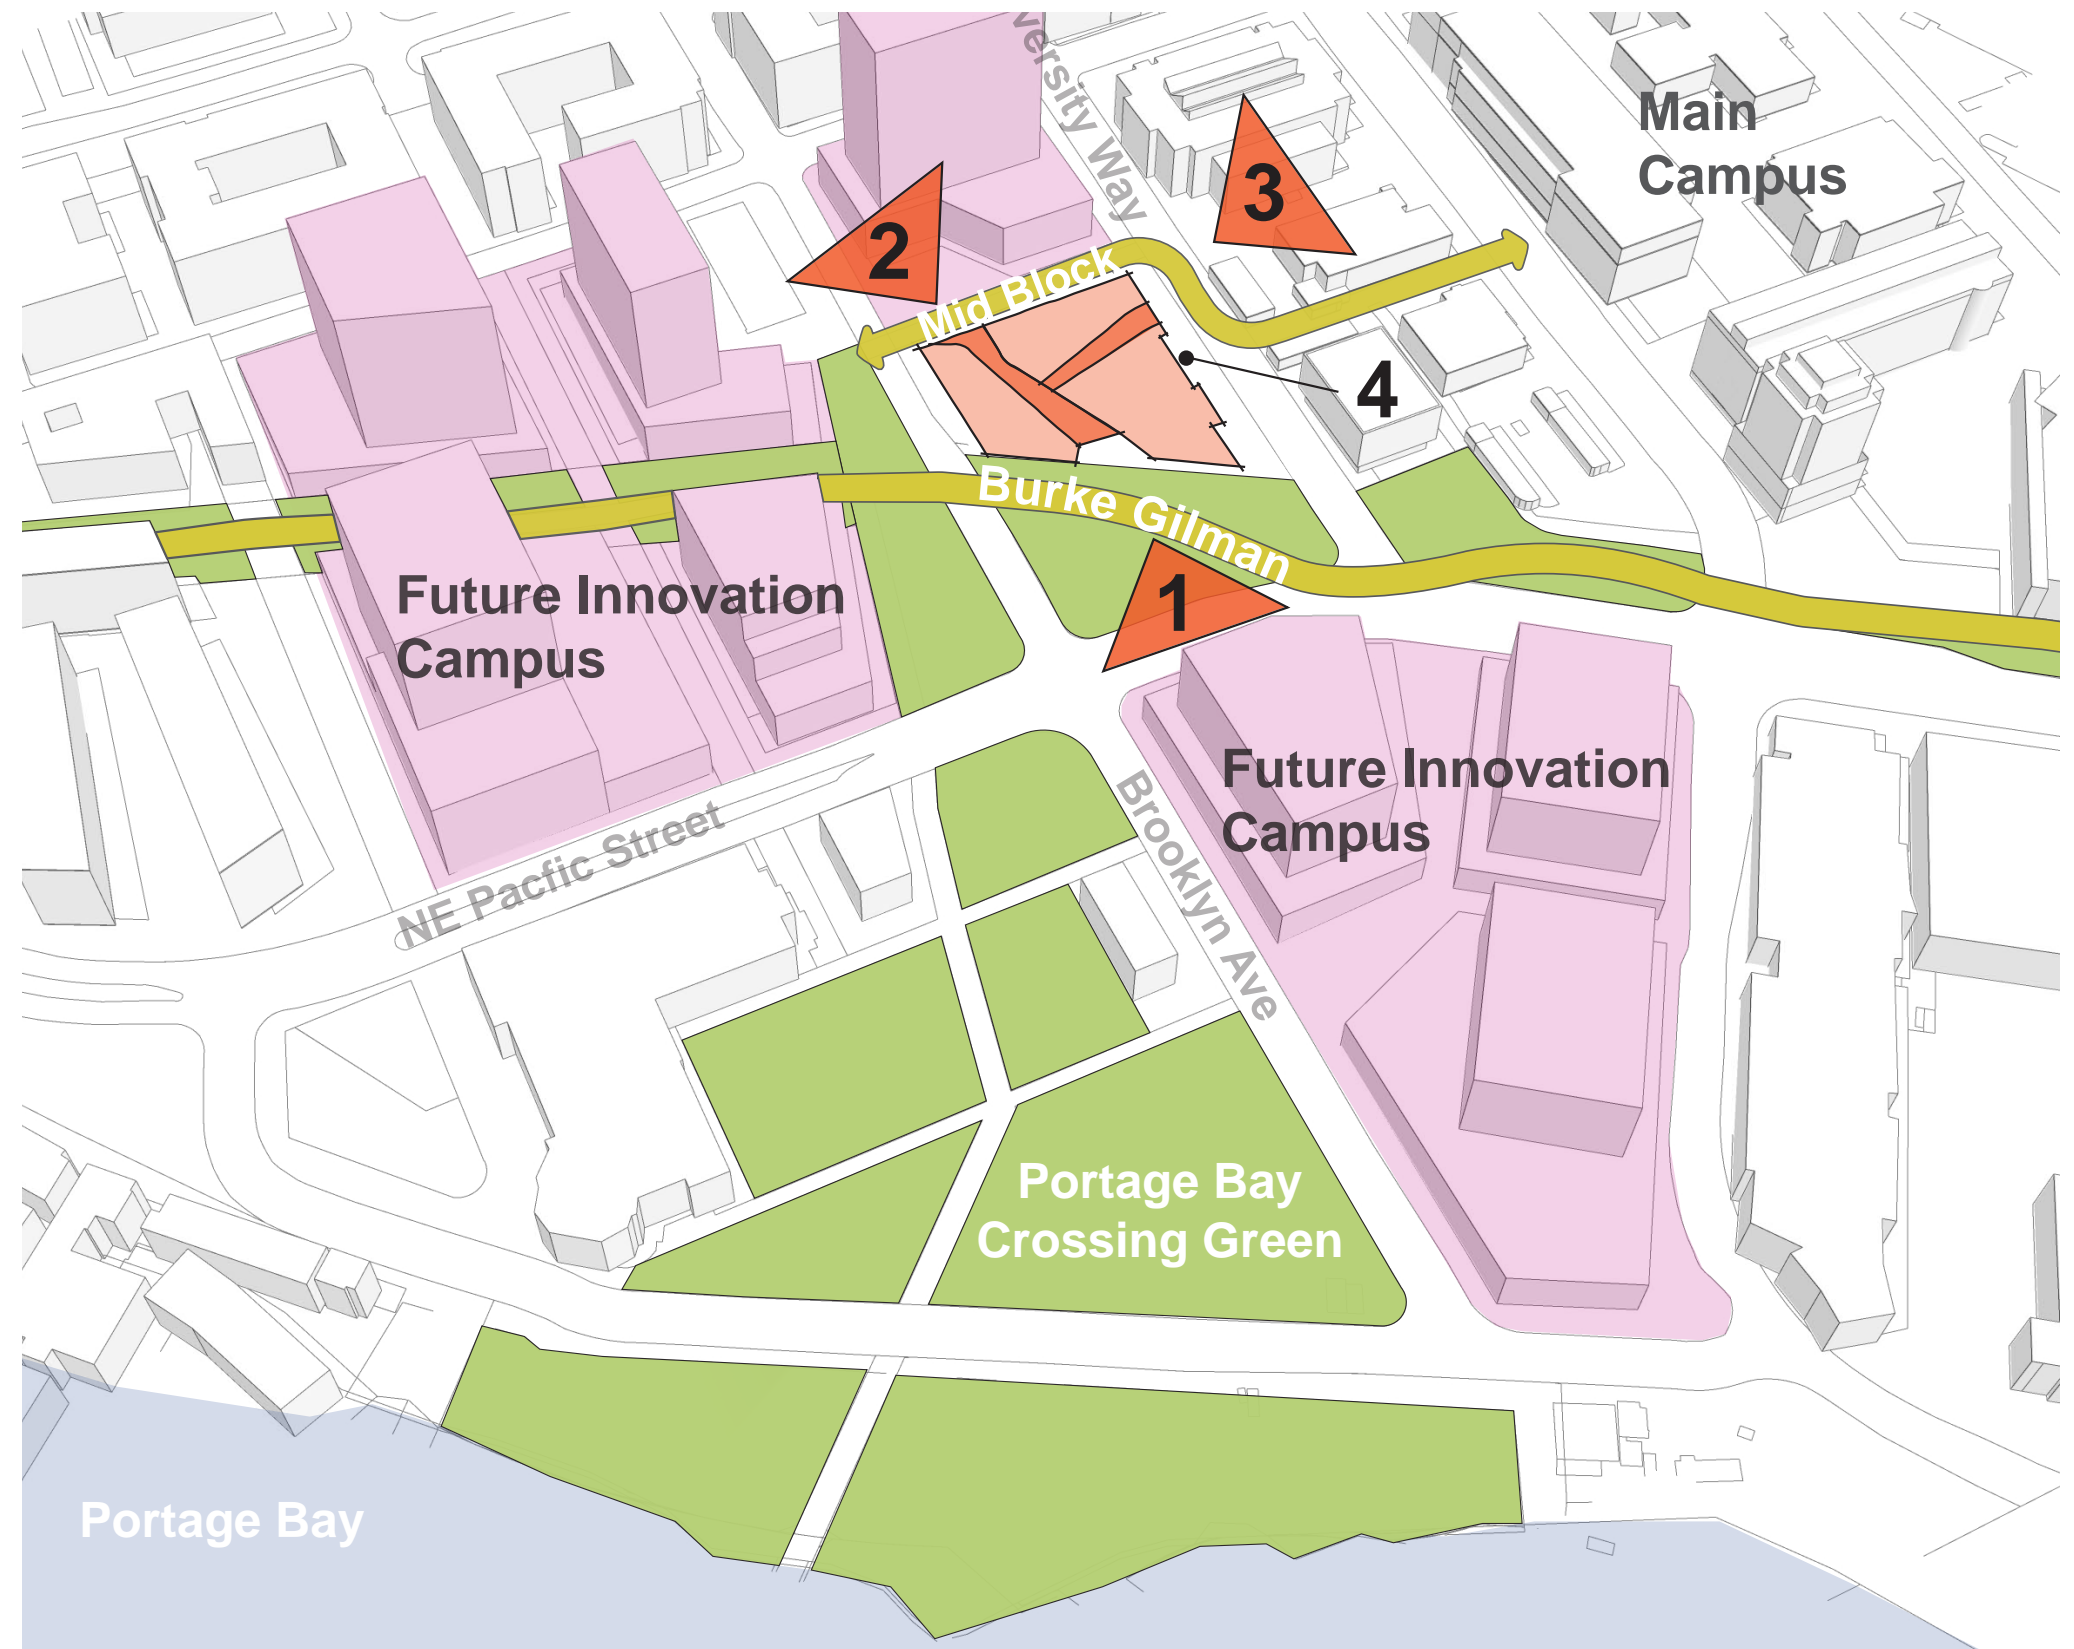 versity Way
Main
Campus
3
2
Mid Block
4
Burke Gilman
1
Future Innovation
Campus
Future Innovation
Campus
NE Pacfic Street
Brooklyn Ave
Portage Bay
Crossing Green
Portage Bay